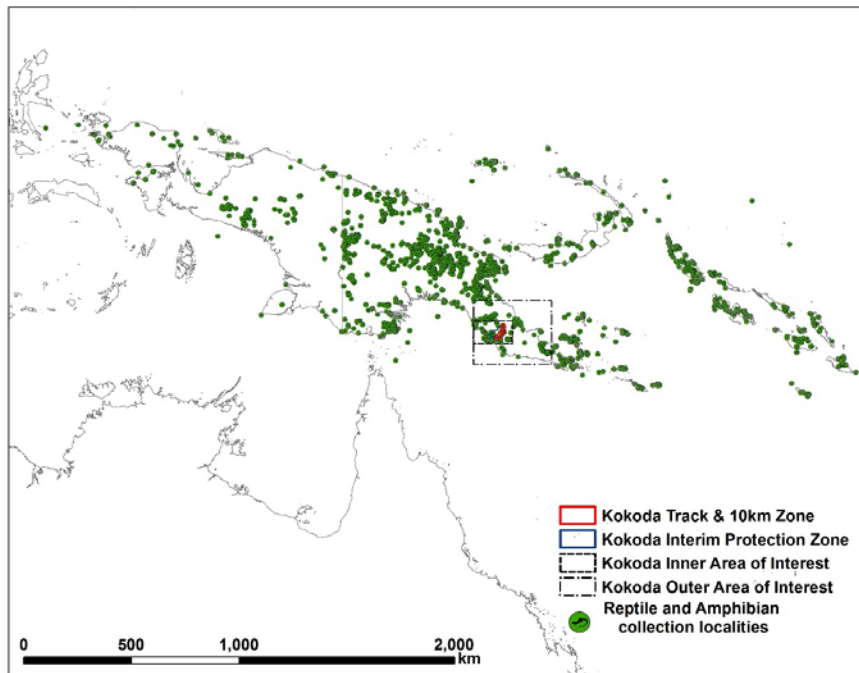 Kokoda Track & 10km Zone
Kokoda Interim Protection Zone
Kokoda Inner Area of Interest
Kokoda Outer Area of Interest
Reptile and Amphibian
collection localities
0 500 1,000 2,000
km